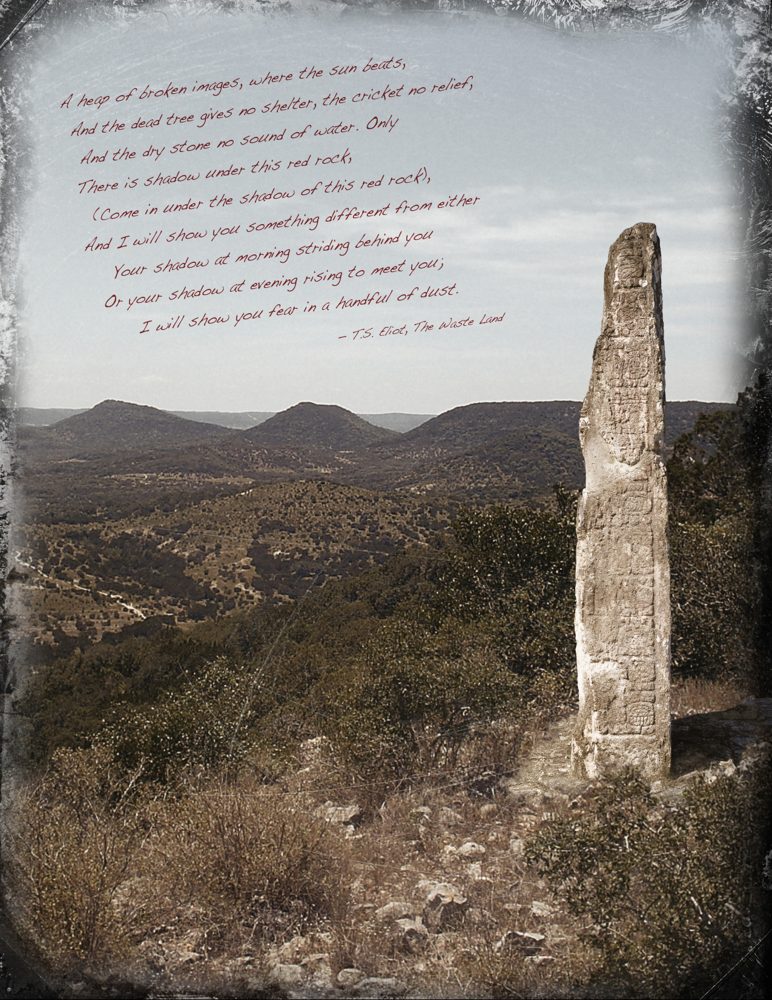 A heap of broken images, where the sun beats,
And the dead tree gives no shelter, the cricket no relief,
And the dry stone no sound of water. Only
There is shadow under this red rock,
(Come in under the shadow of this red rock),
And I will show you something different from either
Your shadow at morning striding behind you
Or your shadow at evening rising to meet you;
I will show you fear in a handful of dust.
– T.S. Eliot, The Waste Land